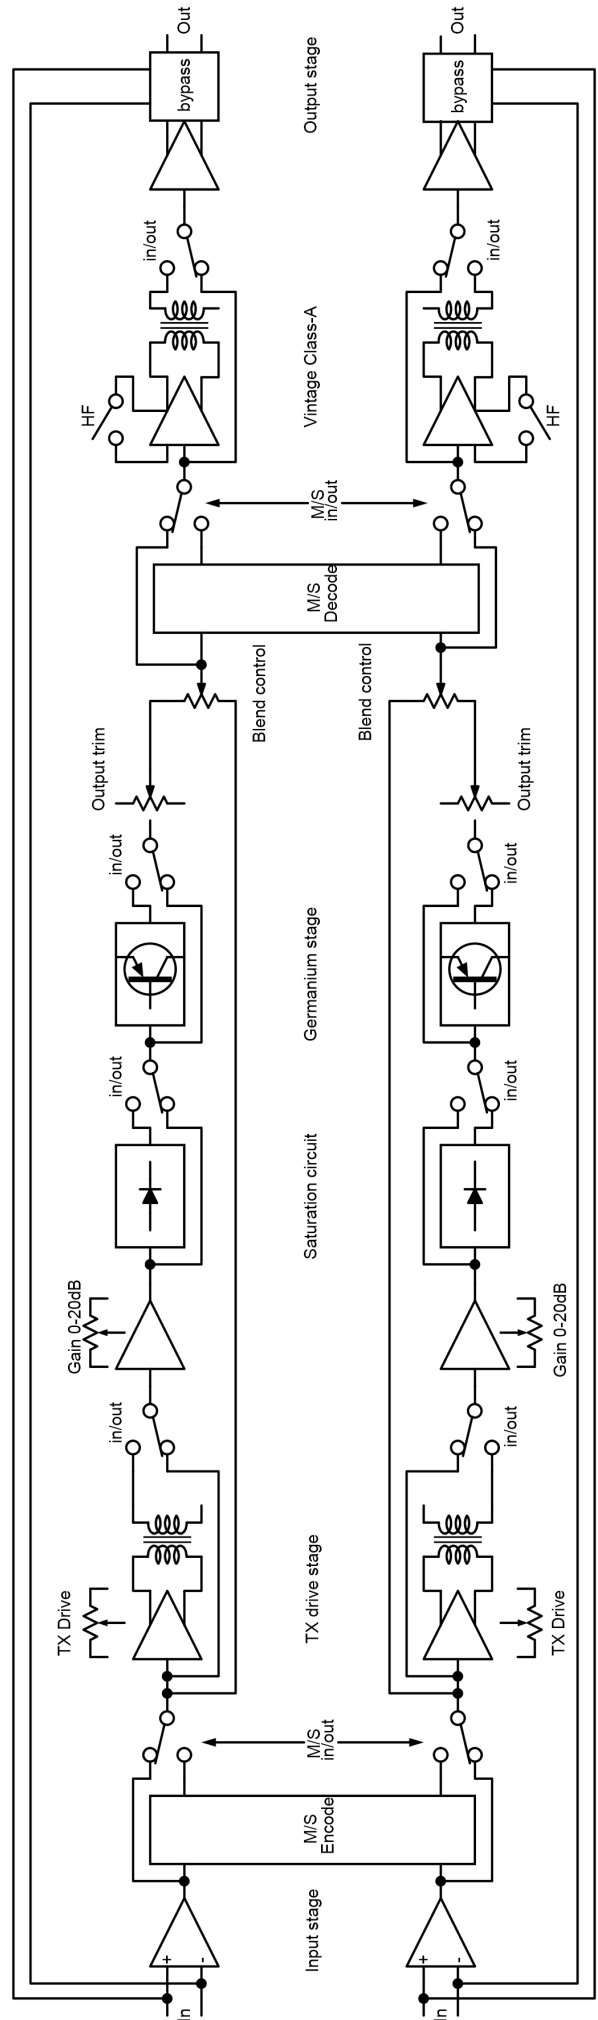 TX Drive
Gain 0-20dB
HF
Output trim
in/out
in/out
in/out
in/out
In
+
-
bypass
Out
Blend control
Input stage
M/S
Encode
M/S
in/out
TX drive stage
Saturation circuit
Germanium stage
M/S
Decode
M/S
in/out
Vintage Class-A
Output stage
Blend control
In
+
-
bypass
Out
in/out
in/out
in/out
in/out
Output trim
HF
TX Drive
Gain 0-20dB